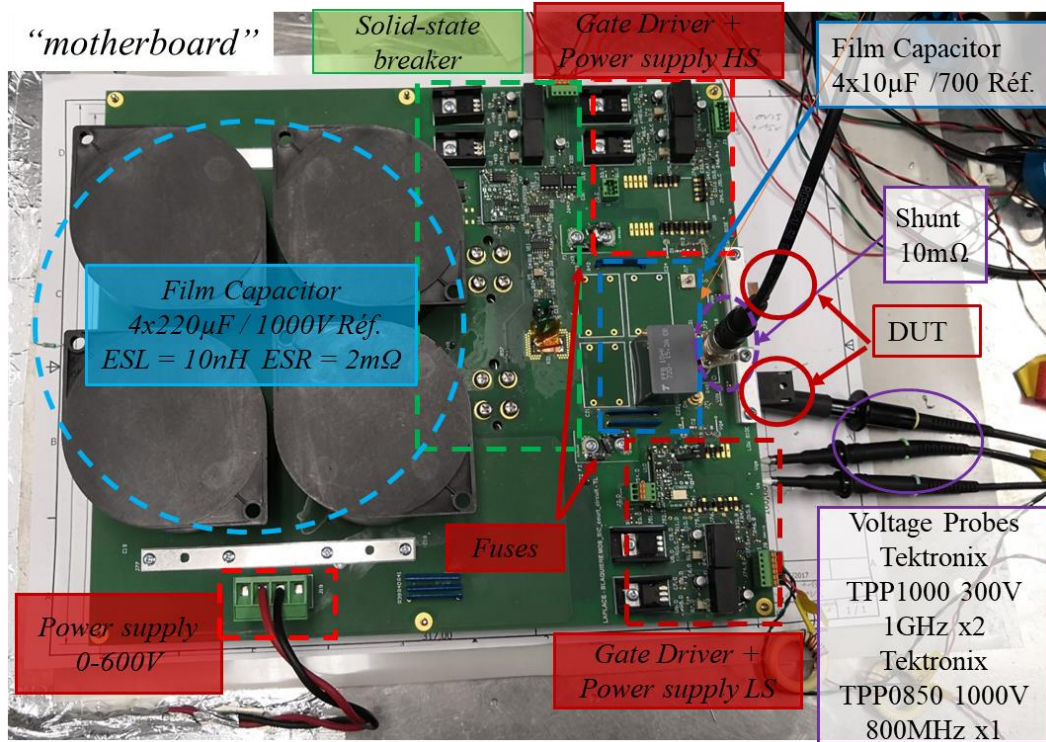 “motherboard”
Solid-state
breaker
Gate Driver +
Power supply HS
Film Capacitor
4x10µF /700 Réf.
Shunt
10mΩ
DUT
Film Capacitor
4x220µF / 1000V Réf.
ESL = 10nH ESR = 2mΩ
Fuses
Power supply
0-600V
Gate Driver +
Power supply LS
Voltage Probes
Tektronix
TPP1000 300V
1GHz x2
Tektronix
TPP0850 1000V
800MHz x1